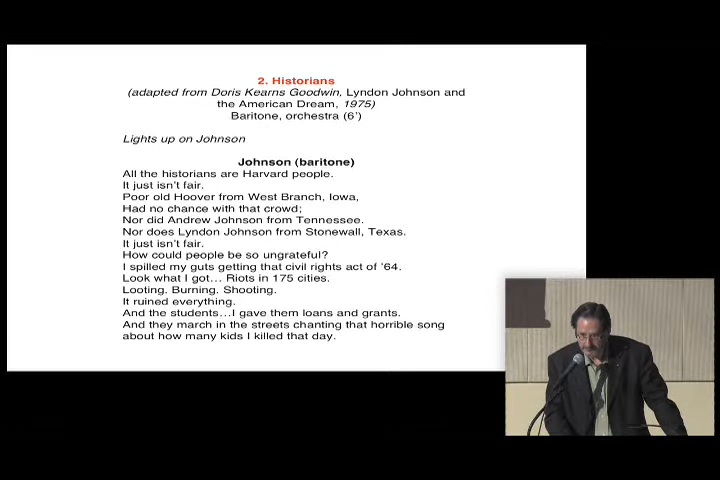 2. Historians
(adapted from Doris Kearns Goodwin, Lyndon Johnson and
the American Dream, 1975)
Baritone, orchestra (6')
Lights up on Johnson
Johnson (baritone)
All the historians are Harvard people.
It just isn't fair.
Poor old Hoover from West Branch, Iowa,
Had no chance with that crowd;
Nor did Andrew Johnson from Tennessee.
Nor does Lyndon Johnson from Stonewall, Texas.
It just isn't fair.
How could people be so ungrateful?
I spilled my guts getting that civil rights act of '64.
Look what I got... Riots in 175 cities.
Looting. Burning. Shooting.
It ruined everything.
And the students...I gave them loans and grants.
And they march in the streets chanting that horrible song
about how many kids I killed that day.